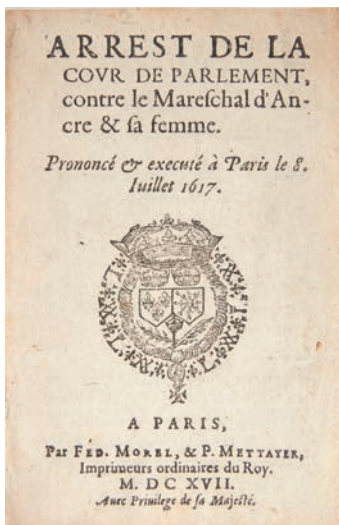 ARREST DE LA
COVR DE PARLEMENT,
contre le Mareſchal d'An-
cre & ſa femme.
Prononcé & executé à Paris le 8.
Iuillet 1617.
A PARIS,
Par FED. MOREL, & P. METTAYER,
Imprimeurs ordinaires du Roy.
M. DC XVII.
Auec Priuilege de ſa Majeſté.